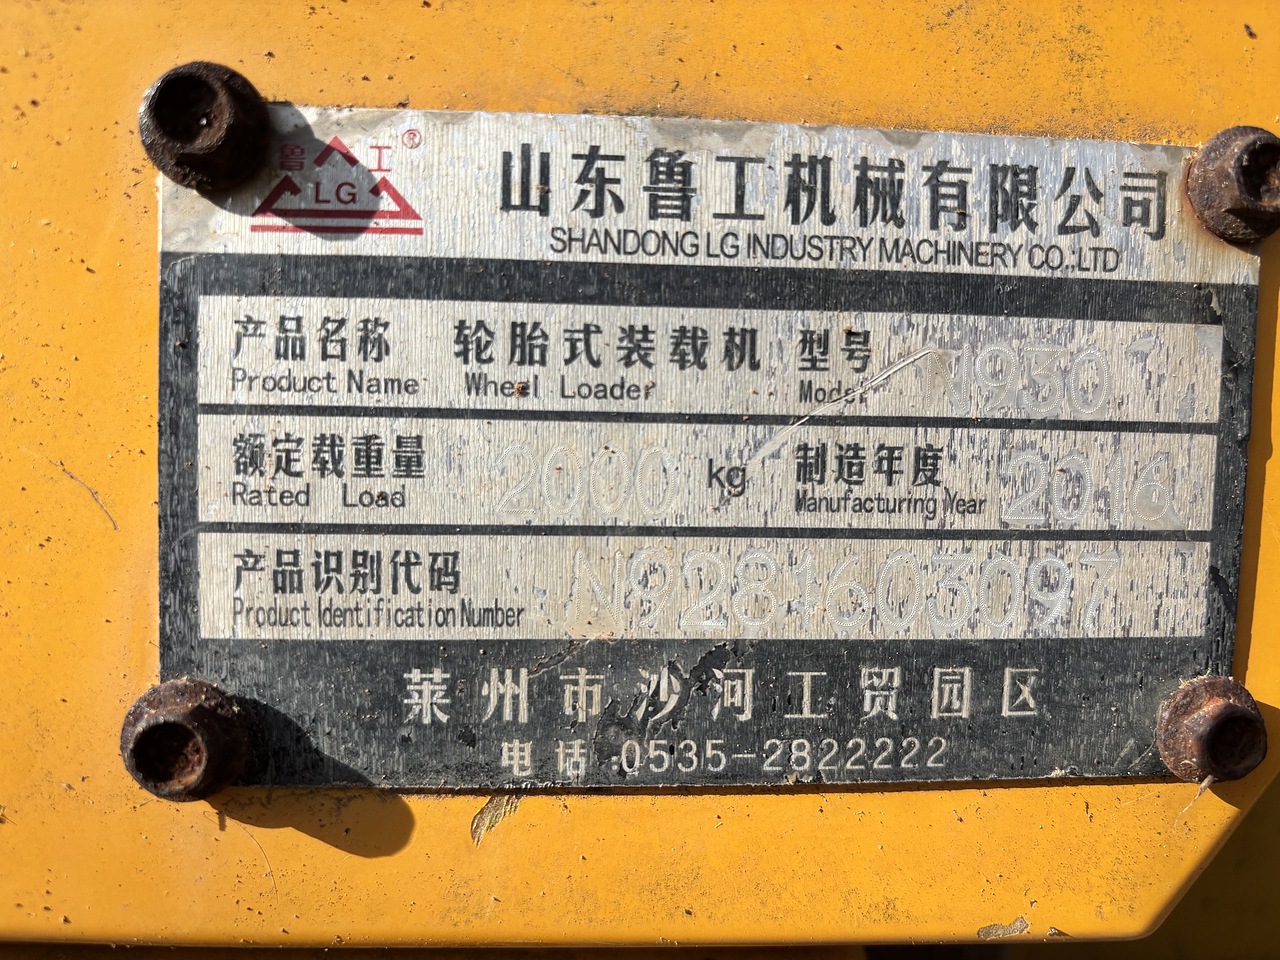 鲁工®
LG
山东鲁工机械有限公司
SHANDONG LG INDUSTRY MACHINERY CO.;LTD
产品名称 轮胎式装载机 型号 N930
Product Name Wheel Loader Model
额定载重量 2000 kg 制造年度 2016
Rated Load Manufacturing Year
产品识别代码 N9281603097
Product Identification Number
莱州市沙河工贸园区
电话:0535-2822222